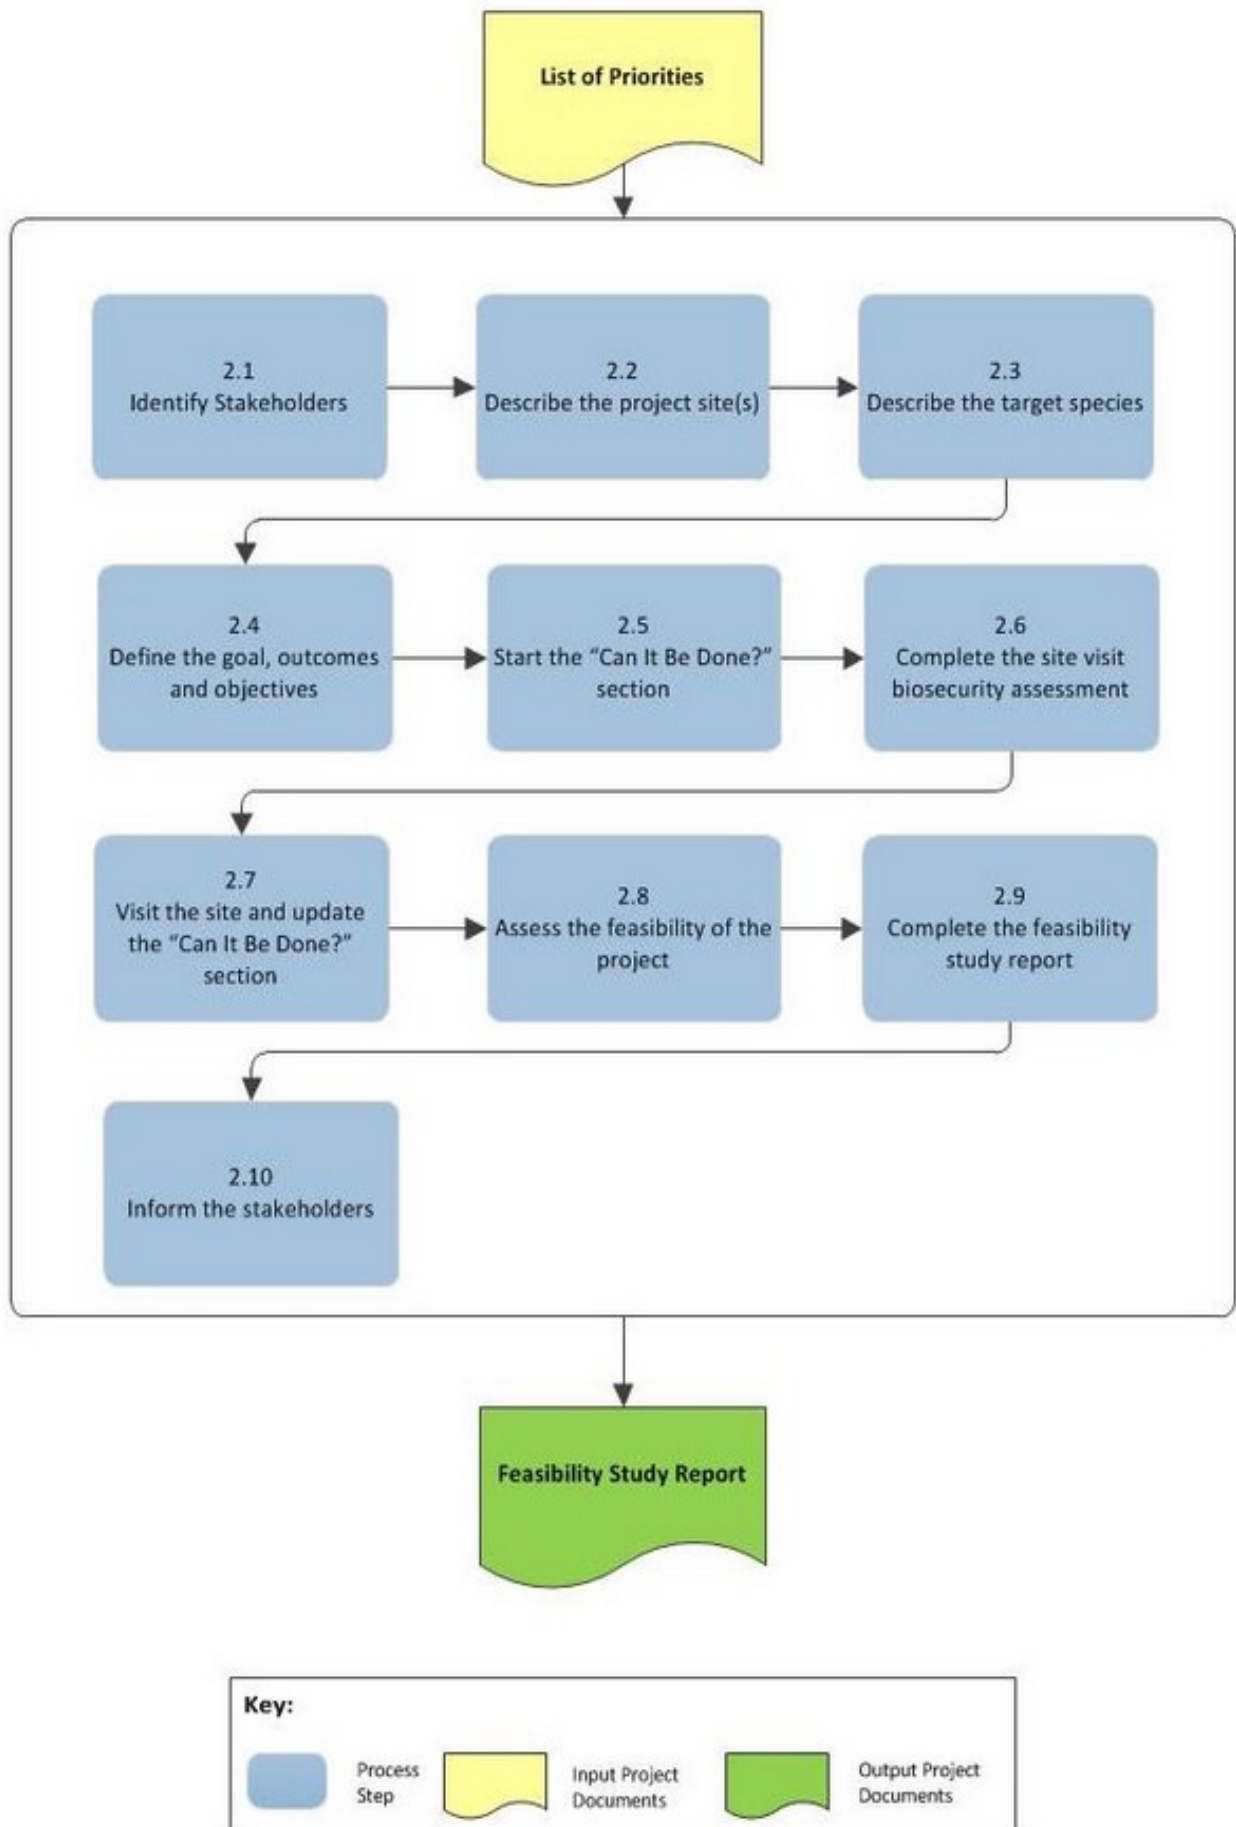 List of Priorities
2.1
Identify Stakeholders
2.2
Describe the project site(s)
2.3
Describe the target species
2.4
Define the goal, outcomes
and objectives
2.5
Start the “Can It Be Done?”
section
2.6
Complete the site visit
biosecurity assessment
2.7
Visit the site and update
the “Can It Be Done?”
section
2.8
Assess the feasibility of the
project
2.9
Complete the feasibility
study report
2.10
Inform the stakeholders
Feasibility Study Report
Key:
Process
Step
Input Project
Documents
Output Project
Documents